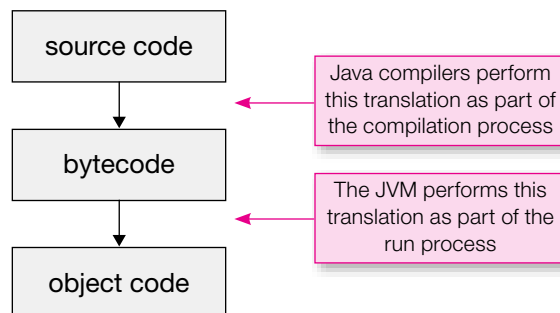 source code
Java compilers perform
this translation as part of
the compilation process
bytecode
The JVM performs this
translation as part of the
run process
object code